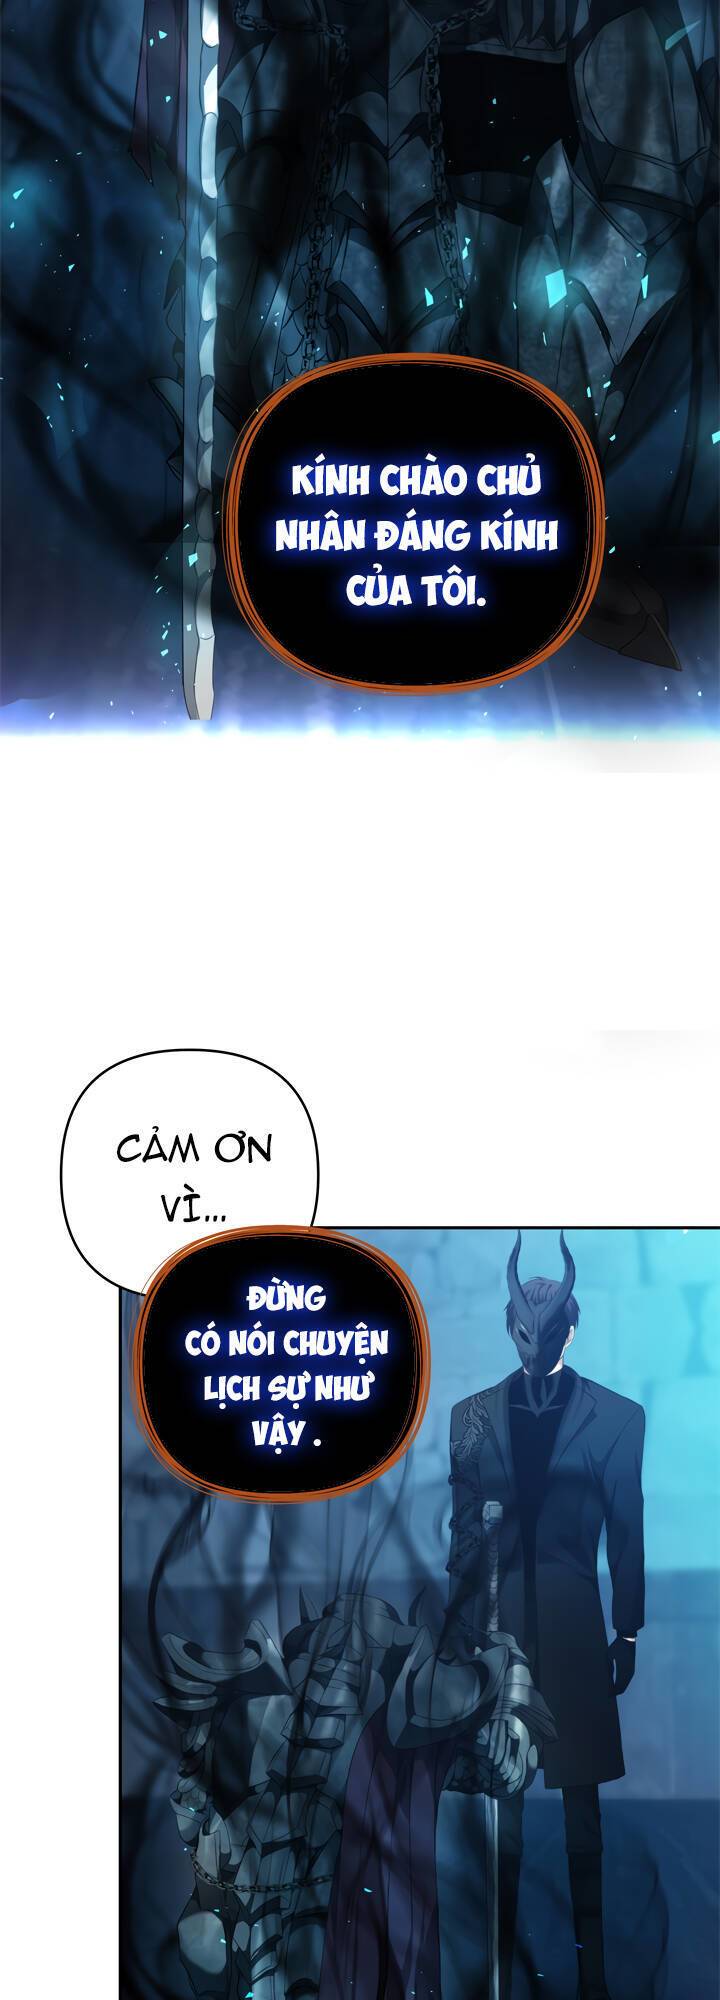 KÍNH CHÀO CHỦ
NHÂN ĐÁNG KÍNH
CỦA TÔI.
CẢM ƠN
VÌ...
ĐỪNG
CÓ NÓI CHUYỆN
LỊCH SỰ NHƯ
VẬY .